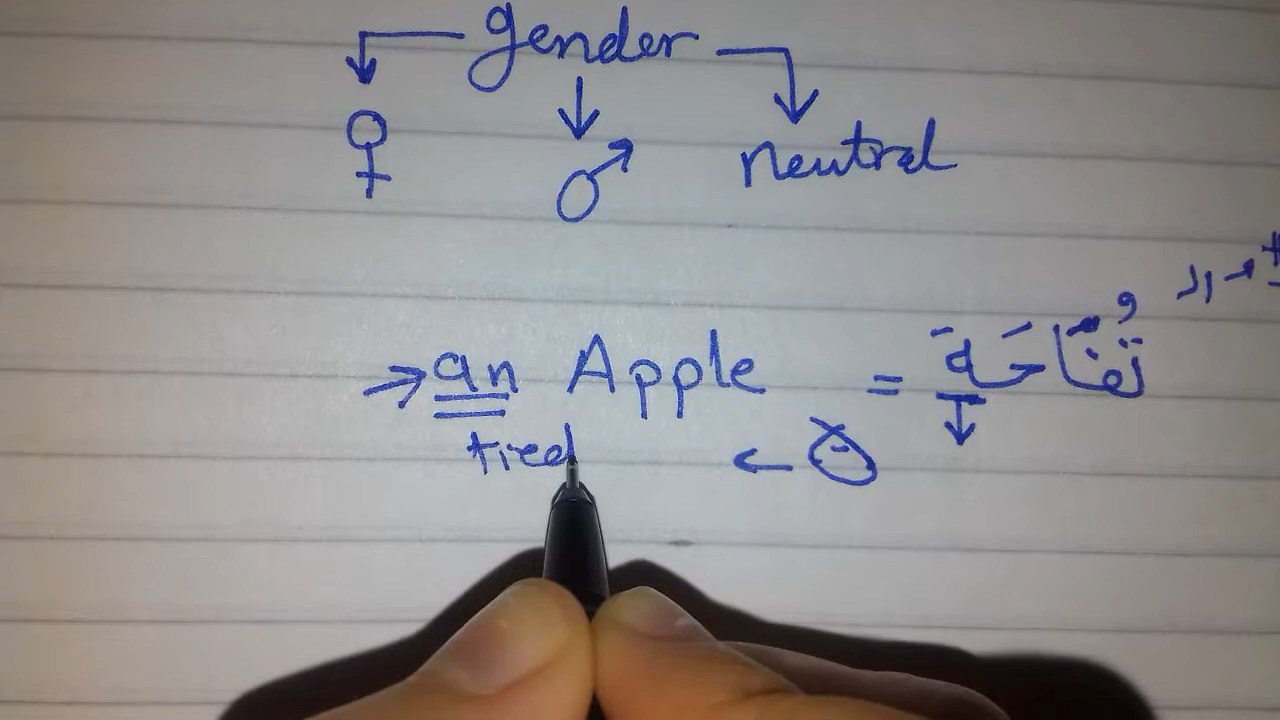 gender
♀ ♂ neutral
→ an Apple = تُفَّاحَة
tired ←